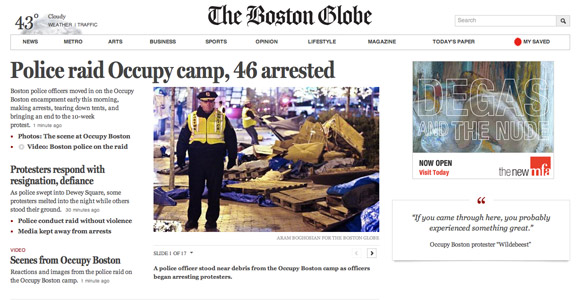 43°
Cloudy
WEATHER | TRAFFIC
The Boston Globe
Search
NEWS METRO ARTS BUSINESS SPORTS OPINION LIFESTYLE MAGAZINE TODAY'S PAPER MY SAVED
Police raid Occupy camp, 46 arrested
Boston police officers moved in on the Occupy
Boston encampment early this morning,
making arrests, tearing down tents, and
bringing an end to the 10-week
protest. 1 minute ago
Photos: The scene at Occupy Boston
Video: Boston police on the raid
Protesters respond with
resignation, defiance
As police swept into Dewey Square, some
protesters melted into the night while others
stood their ground. 30 minutes ago
Police conduct raid without violence
Media kept away from arrests
VIDEO
Scenes from Occupy Boston
Reactions and images from the police raid on
the Occupy Boston camp. 1 minute ago
ARAM BOGHOSIAN FOR THE BOSTON GLOBE
SLIDE 1 OF 17
A police officer stood near debris from the Occupy Boston camp as officers
began arresting protesters.
DEGAS
AND THE NUDE
NOW OPEN
Visit Today
the new mfa
“
"If you came through here, you probably
experienced something great."
Occupy Boston protester "Wildebeest"